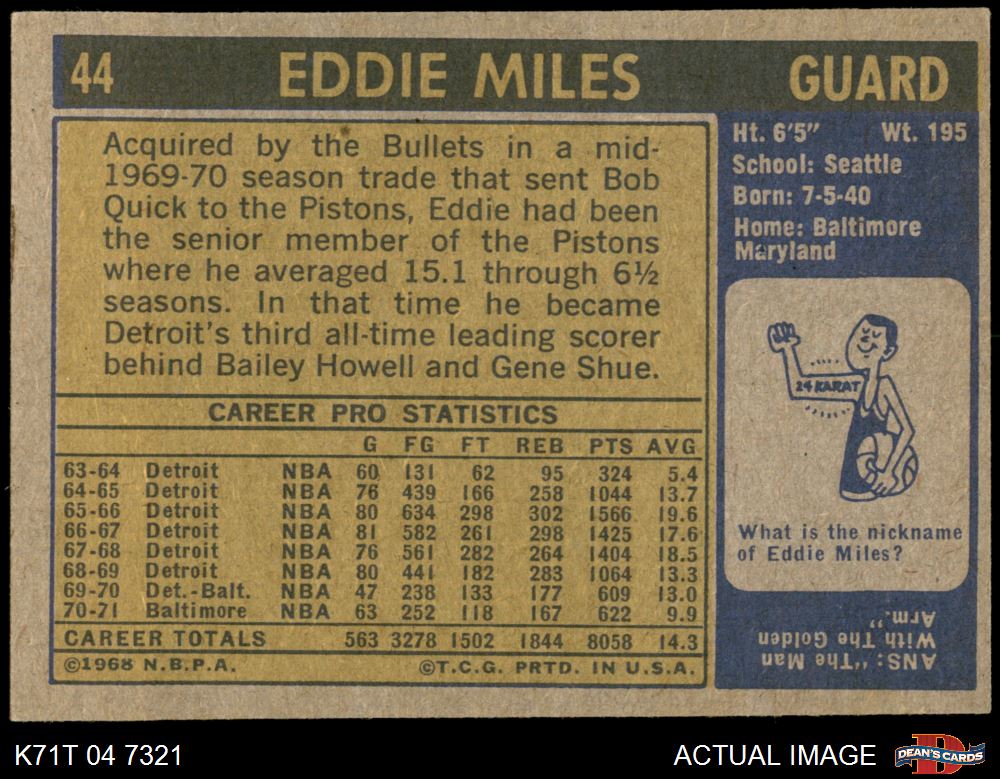 44 EDDIE MILES GUARD
Acquired by the Bullets in a mid-
1969-70 season trade that sent Bob
Quick to the Pistons, Eddie had been
the senior member of the Pistons
where he averaged 15.1 through 6½
seasons. In that time he became
Detroit's third all-time leading scorer
behind Bailey Howell and Gene Shue.
CAREER PRO STATISTICS
G FG FT REB PTS AVG
63-64 Detroit NBA 60 131 62 95 324 5.4
64-65 Detroit NBA 76 439 166 258 1044 13.7
65-66 Detroit NBA 80 634 298 302 1566 19.6
66-67 Detroit NBA 81 582 261 298 1425 17.6
67-68 Detroit NBA 76 561 282 264 1404 18.5
68-69 Detroit NBA 80 441 182 283 1064 13.3
69-70 Det.-Balt. NBA 47 238 133 177 609 13.0
70-71 Baltimore NBA 63 252 118 167 622 9.9
CAREER TOTALS 563 3278 1502 1844 8058 14.3
©1968 N.B.P.A. ©T.C.G. PRTD. IN U.S.A.
Ht. 6'5" Wt. 195
School: Seattle
Born: 7-5-40
Home: Baltimore
Maryland
24 KARAT
What is the nickname
of Eddie Miles?
ANS: "The Man
With The Golden
Arm."
K71T 04 7321 ACTUAL IMAGE DEAN'S CARDS